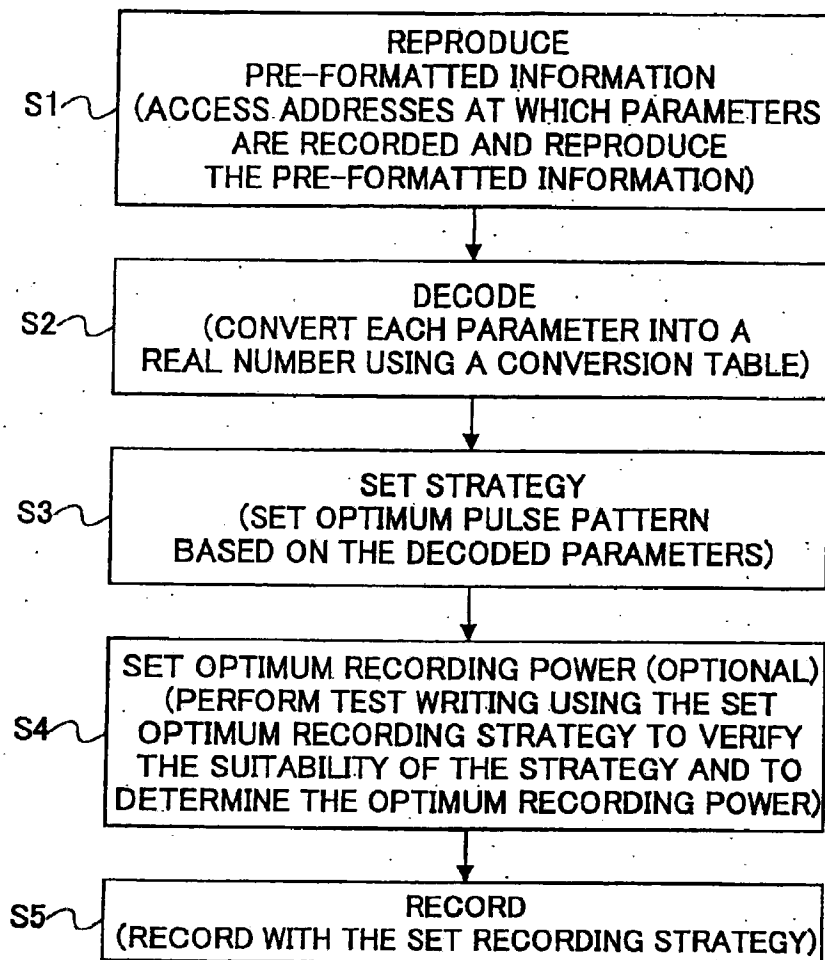 REPRODUCE
PRE-FORMATTED INFORMATION
S1
(ACCESS ADDRESSES AT WHICH PARAMETERS
ARE RECORDED AND REPRODUCE
THE PRE-FORMATTED INFORMATION)
DECODE
S2
(CONVERT EACH PARAMETER INTO A
REAL NUMBER USING A CONVERSION TABLE)
SET STRATEGY
S3
(SET OPTIMUM PULSE PATTERN
BASED ON THE DECODED PARAMETERS)
SET OPTIMUM RECORDING POWER (OPTIONAL)
(PERFORM TEST WRITING USING THE SET
S4
OPTIMUM RECORDING STRATEGY TO VERIFY
THE SUITABILITY OF THE STRATEGY AND TO
DETERMINE THE OPTIMUM RECORDING POWER)
RECORD
S5
(RECORD WITH THE SET RECORDING STRATEGY)